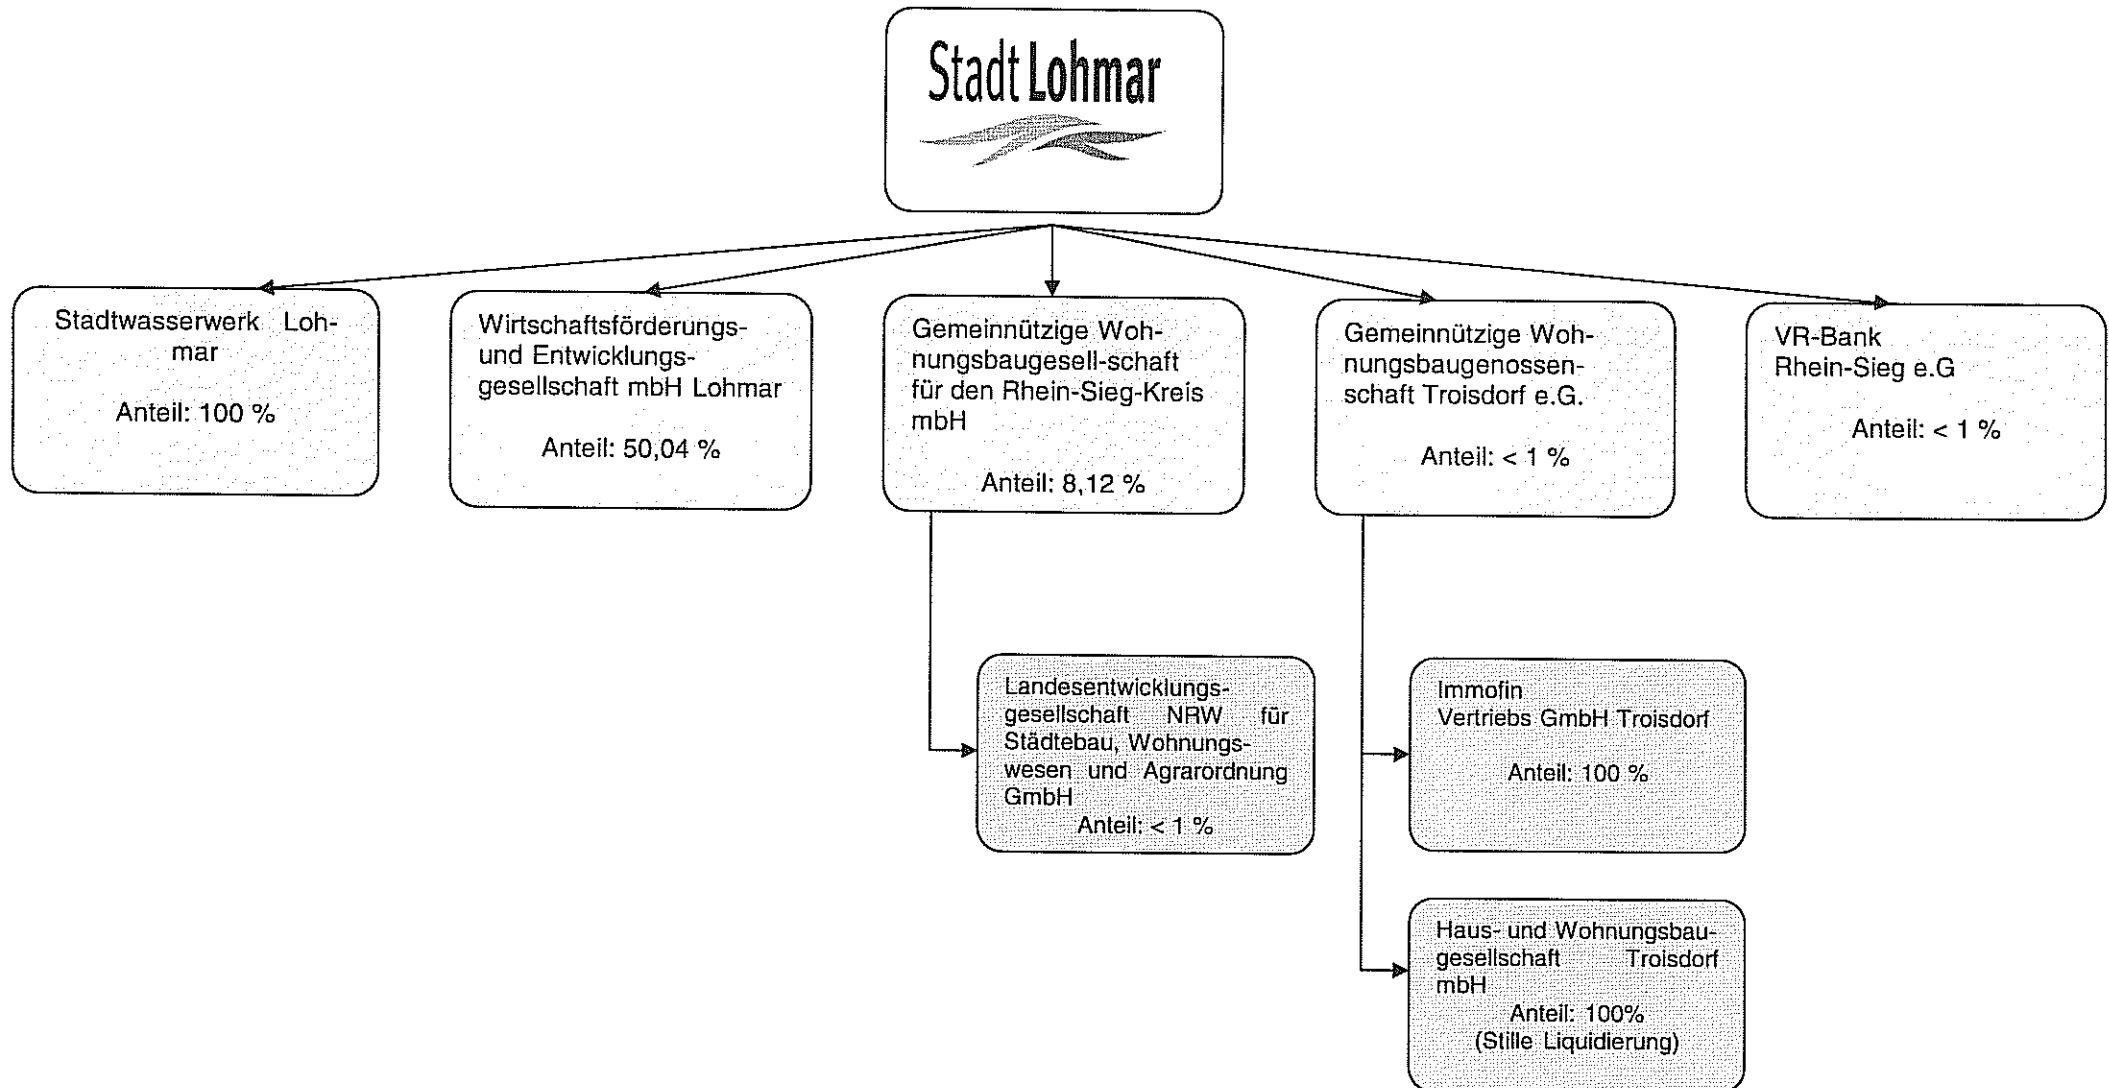 Stadt Lohmar
Stadtwasserwerk Loh-
mar
Anteil: 100 %
Wirtschaftsförderungs-
und Entwicklungs-
gesellschaft mbH Lohmar
Anteil: 50,04 %
Gemeinnützige Woh-
nungsbaugesell-schaft
für den Rhein-Sieg-Kreis
mbH
Anteil: 8,12 %
Gemeinnützige Woh-
nungsbaugenossen-
schaft Troisdorf e.G.
Anteil: < 1 %
VR-Bank
Rhein-Sieg e.G
Anteil: < 1 %
Landesentwicklungs-
gesellschaft NRW für
Städtebau, Wohnungs-
wesen und Agrarordnung
GmbH
Anteil: < 1 %
Immofin
Vertriebs GmbH Troisdorf
Anteil: 100 %
Haus- und Wohnungsbau-
gesellschaft Troisdorf
mbH
Anteil: 100%
(Stille Liquidierung)